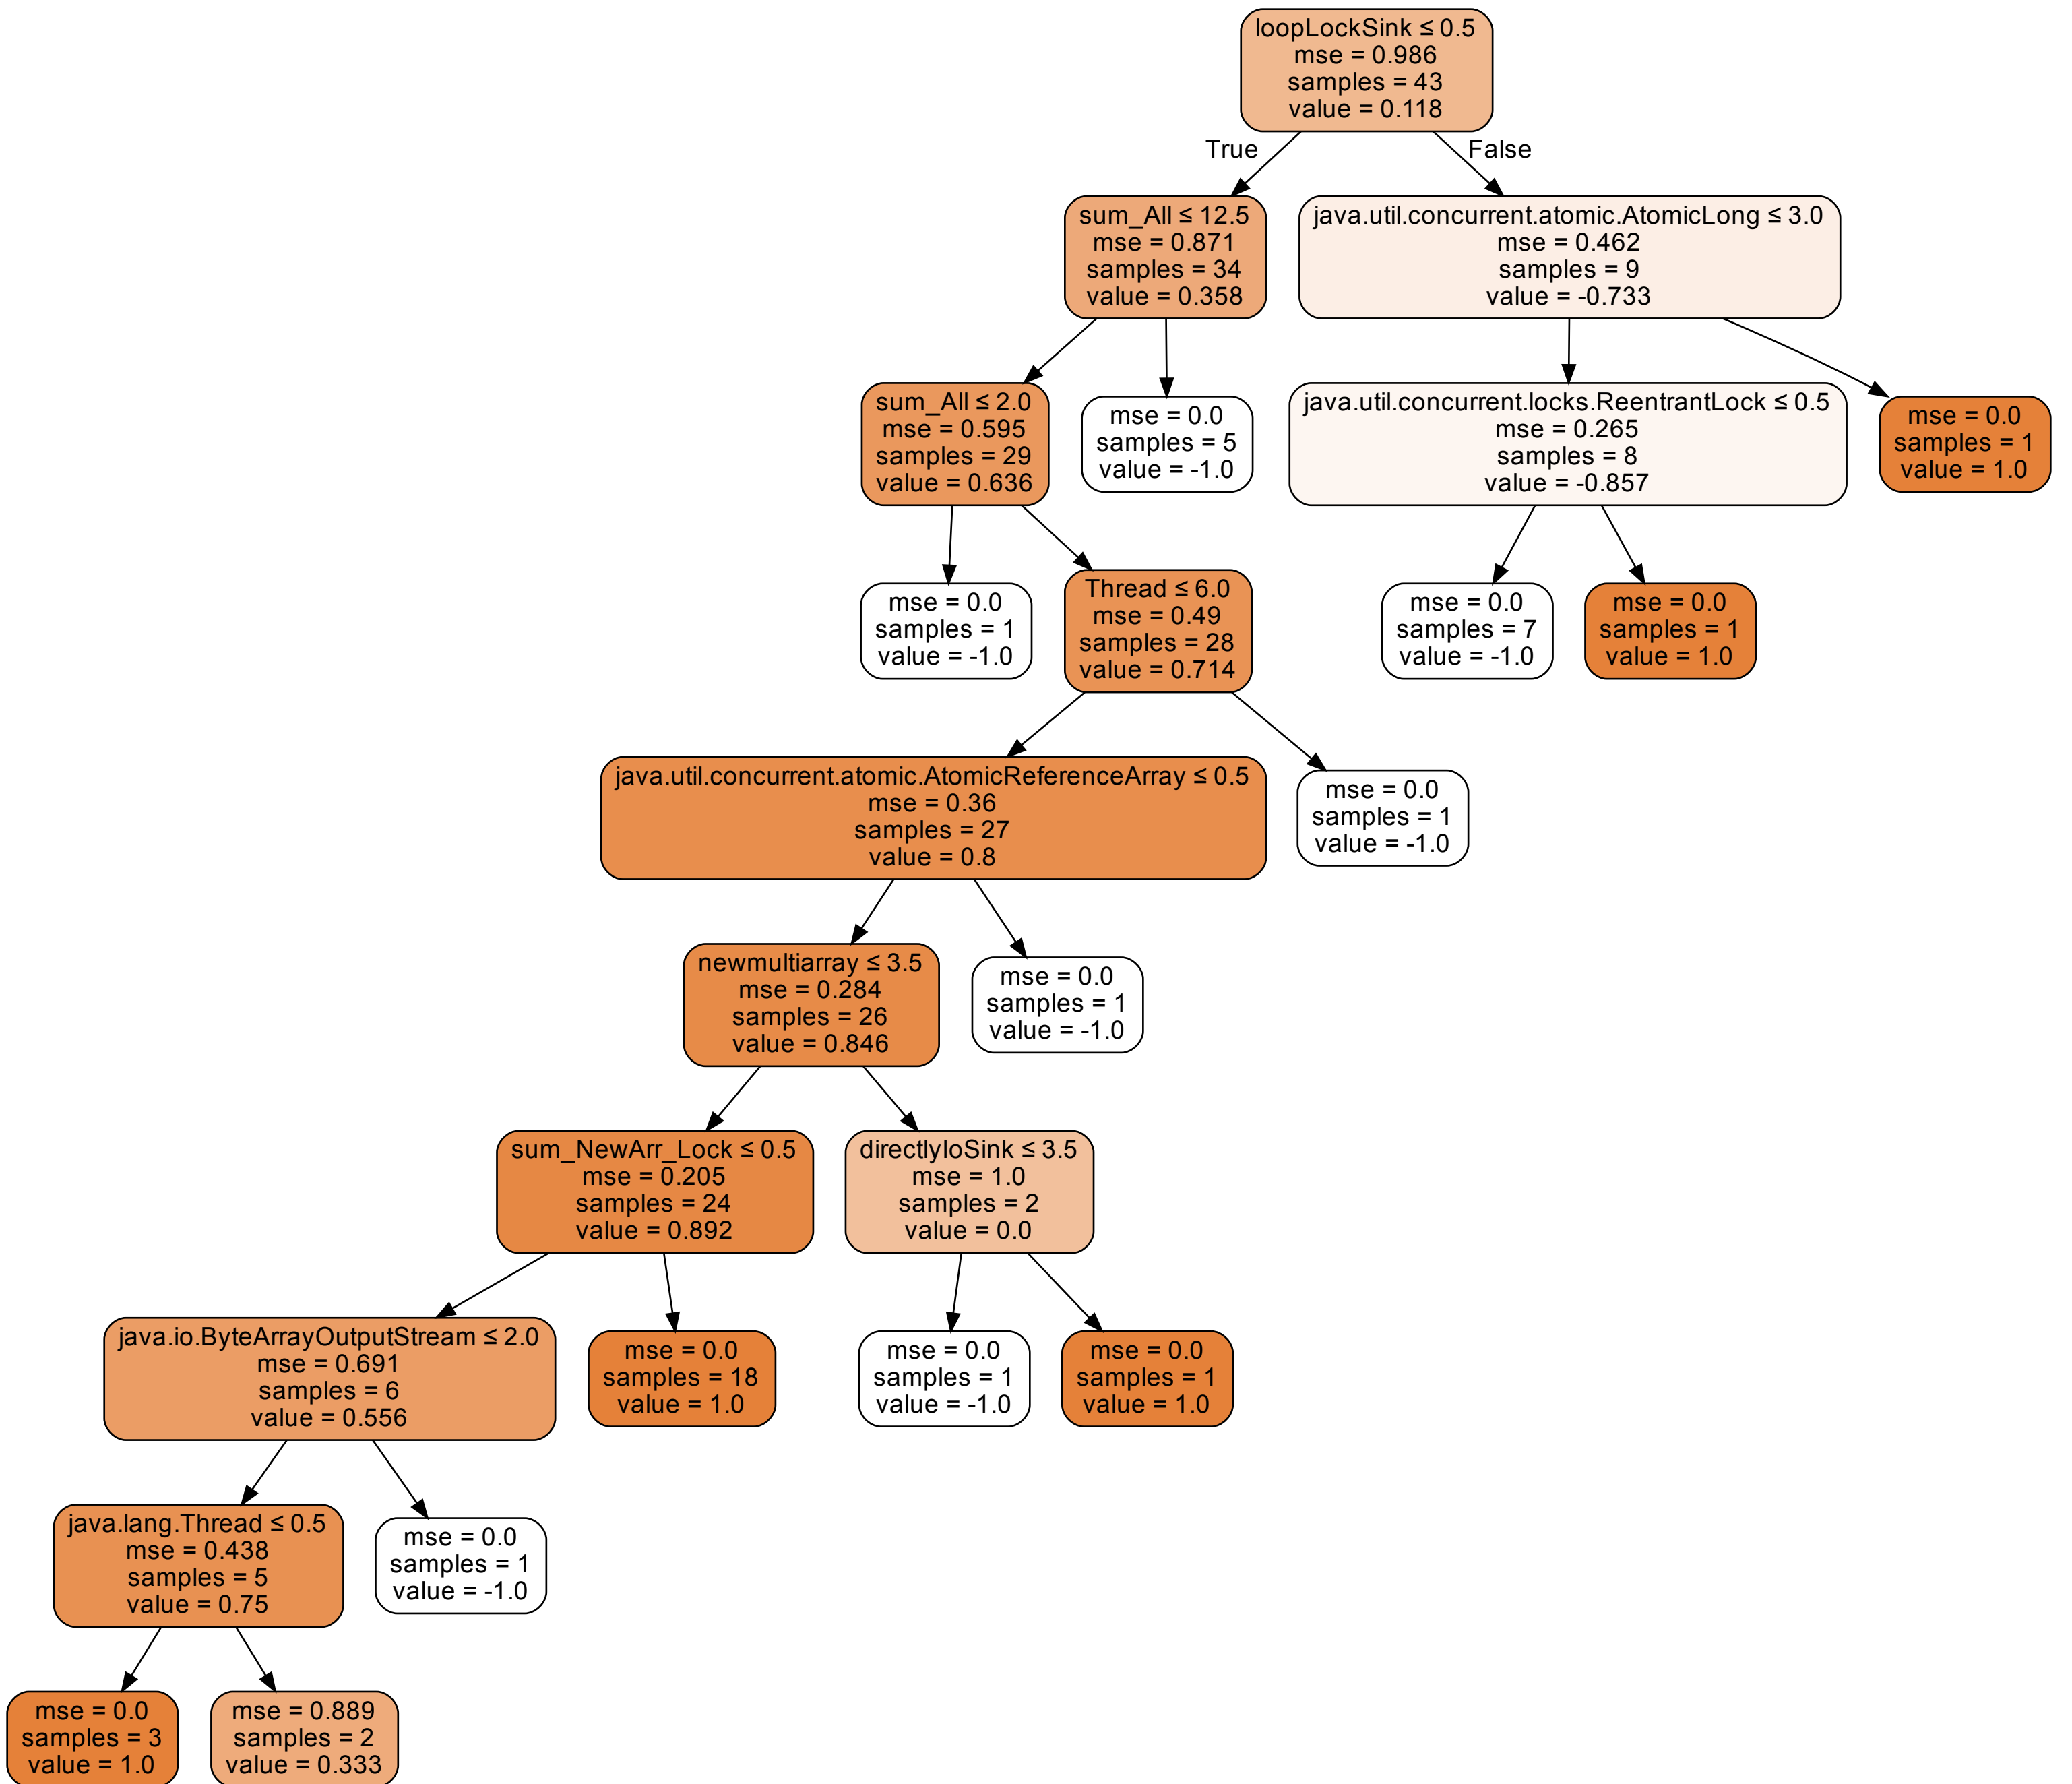 loopLockSink ≤ 0.5
mse = 0.986
samples = 43
value = 0.118
True
False
sum_All ≤ 12.5
mse = 0.871
samples = 34
value = 0.358
java.util.concurrent.atomic.AtomicLong ≤ 3.0
mse = 0.462
samples = 9
value = -0.733
sum_All ≤ 2.0
mse = 0.595
samples = 29
value = 0.636
mse = 0.0
samples = 5
value = -1.0
java.util.concurrent.locks.ReentrantLock ≤ 0.5
mse = 0.265
samples = 8
value = -0.857
mse = 0.0
samples = 1
value = 1.0
mse = 0.0
samples = 1
value = -1.0
Thread ≤ 6.0
mse = 0.49
samples = 28
value = 0.714
mse = 0.0
samples = 7
value = -1.0
mse = 0.0
samples = 1
value = 1.0
java.util.concurrent.atomic.AtomicReferenceArray ≤ 0.5
mse = 0.36
samples = 27
value = 0.8
mse = 0.0
samples = 1
value = -1.0
newmultiarray ≤ 3.5
mse = 0.284
samples = 26
value = 0.846
mse = 0.0
samples = 1
value = -1.0
sum_NewArr_Lock ≤ 0.5
mse = 0.205
samples = 24
value = 0.892
directlyIoSink ≤ 3.5
mse = 1.0
samples = 2
value = 0.0
java.io.ByteArrayOutputStream ≤ 2.0
mse = 0.691
samples = 6
value = 0.556
mse = 0.0
samples = 18
value = 1.0
mse = 0.0
samples = 1
value = -1.0
mse = 0.0
samples = 1
value = 1.0
java.lang.Thread ≤ 0.5
mse = 0.438
samples = 5
value = 0.75
mse = 0.0
samples = 1
value = -1.0
mse = 0.0
samples = 3
value = 1.0
mse = 0.889
samples = 2
value = 0.333